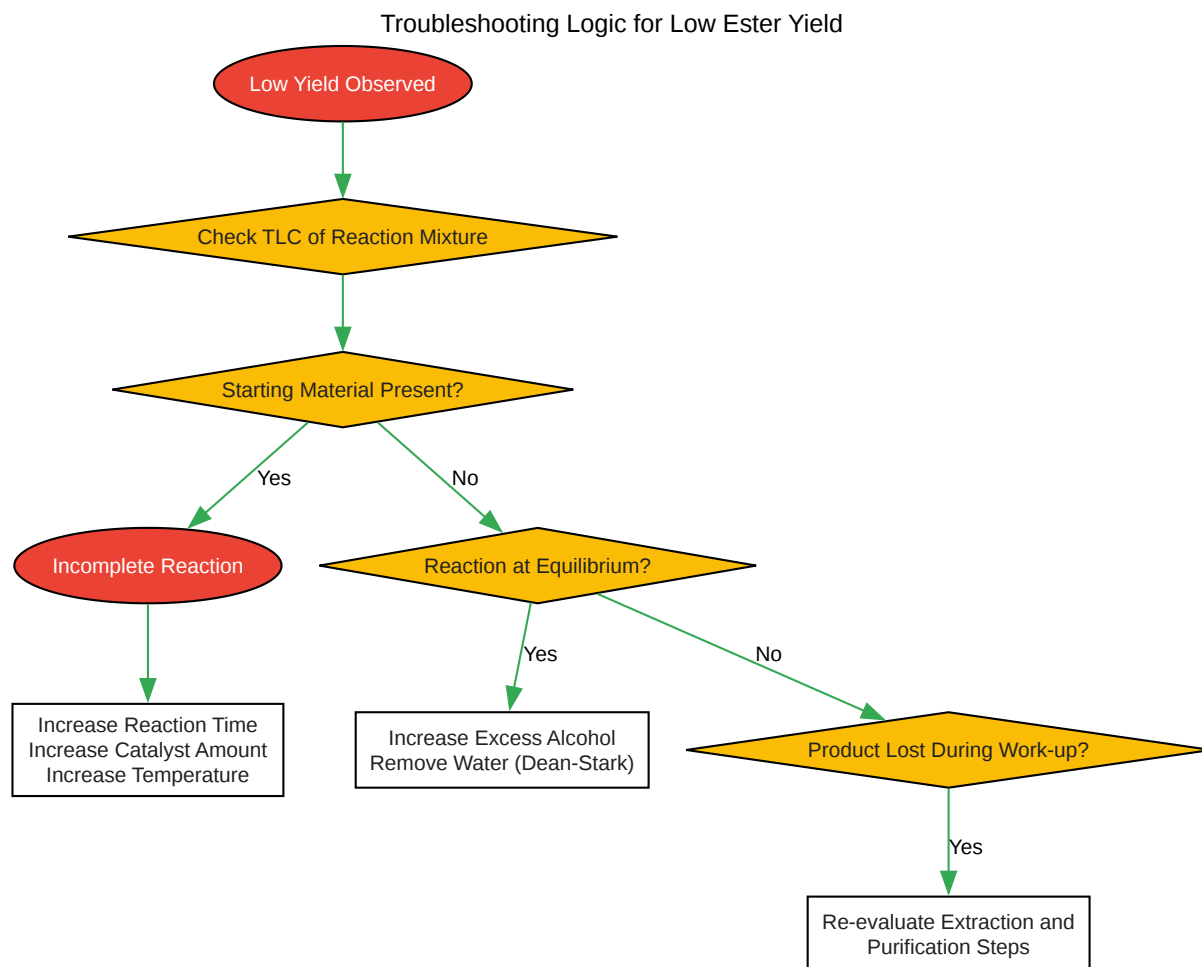 Troubleshooting Logic for Low Ester Yield
Low Yield Observed
Check TLC of Reaction Mixture
Starting Material Present?
Yes
No
Incomplete Reaction
Reaction at Equilibrium?
Yes
No
Increase Reaction Time
Increase Catalyst Amount
Increase Temperature
Increase Excess Alcohol
Remove Water (Dean-Stark)
Product Lost During Work-up?
Yes
Re-evaluate Extraction and
Purification Steps